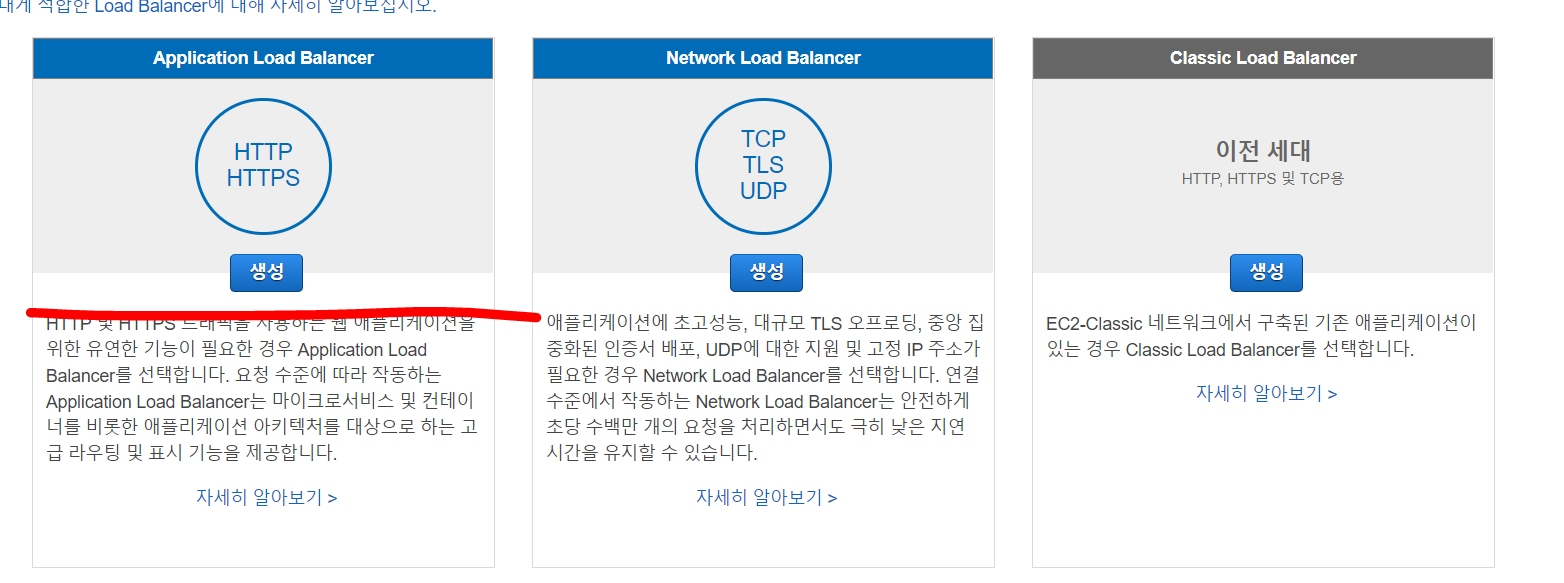 내게 적합한 Load Balancer에 대해 자세히 알아보십시오.
Application Load Balancer
HTTP
HTTPS
생성
HTTP 및 HTTPS 트래픽을 사용하는 웹 애플리케이션을
위한 유연한 기능이 필요한 경우 Application Load
Balancer를 선택합니다. 요청 수준에 따라 작동하는
Application Load Balancer는 마이크로서비스 및 컨테이
너를 비롯한 애플리케이션 아키텍처를 대상으로 하는 고
급 라우팅 및 표시 기능을 제공합니다.
자세히 알아보기 >
Network Load Balancer
TCP
TLS
UDP
생성
애플리케이션에 초고성능, 대규모 TLS 오프로딩, 중앙 집
중화된 인증서 배포, UDP에 대한 지원 및 고정 IP 주소가
필요한 경우 Network Load Balancer를 선택합니다. 연결
수준에서 작동하는 Network Load Balancer는 안전하게
초당 수백만 개의 요청을 처리하면서도 극히 낮은 지연
시간을 유지할 수 있습니다.
자세히 알아보기 >
Classic Load Balancer
이전 세대
HTTP, HTTPS 및 TCP용
생성
EC2-Classic 네트워크에서 구축된 기존 애플리케이션이
있는 경우 Classic Load Balancer를 선택합니다.
자세히 알아보기 >